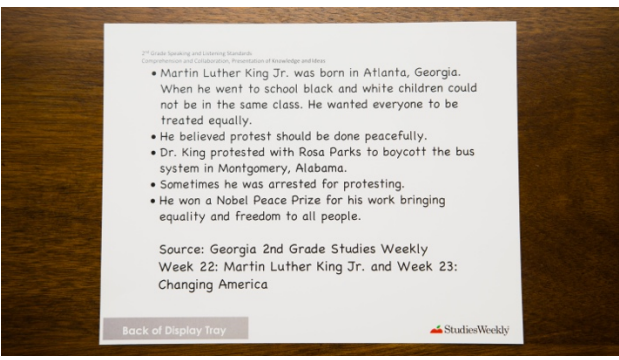 2nd Grade Speaking and Listening Standards
Comprehension and Collaboration, Presentation of Knowledge and Ideas
• Martin Luther King Jr. was born in Atlanta, Georgia.
When he went to school black and white children could
not be in the same class. He wanted everyone to be
treated equally.
• He believed protest should be done peacefully.
• Dr. King protested with Rosa Parks to boycott the bus
system in Montgomery, Alabama.
• Sometimes he was arrested for protesting.
• He won a Nobel Peace Prize for his work bringing
equality and freedom to all people.
Source: Georgia 2nd Grade Studies Weekly
Week 22: Martin Luther King Jr. and Week 23:
Changing America
Back of Display Tray
StudiesWeekly